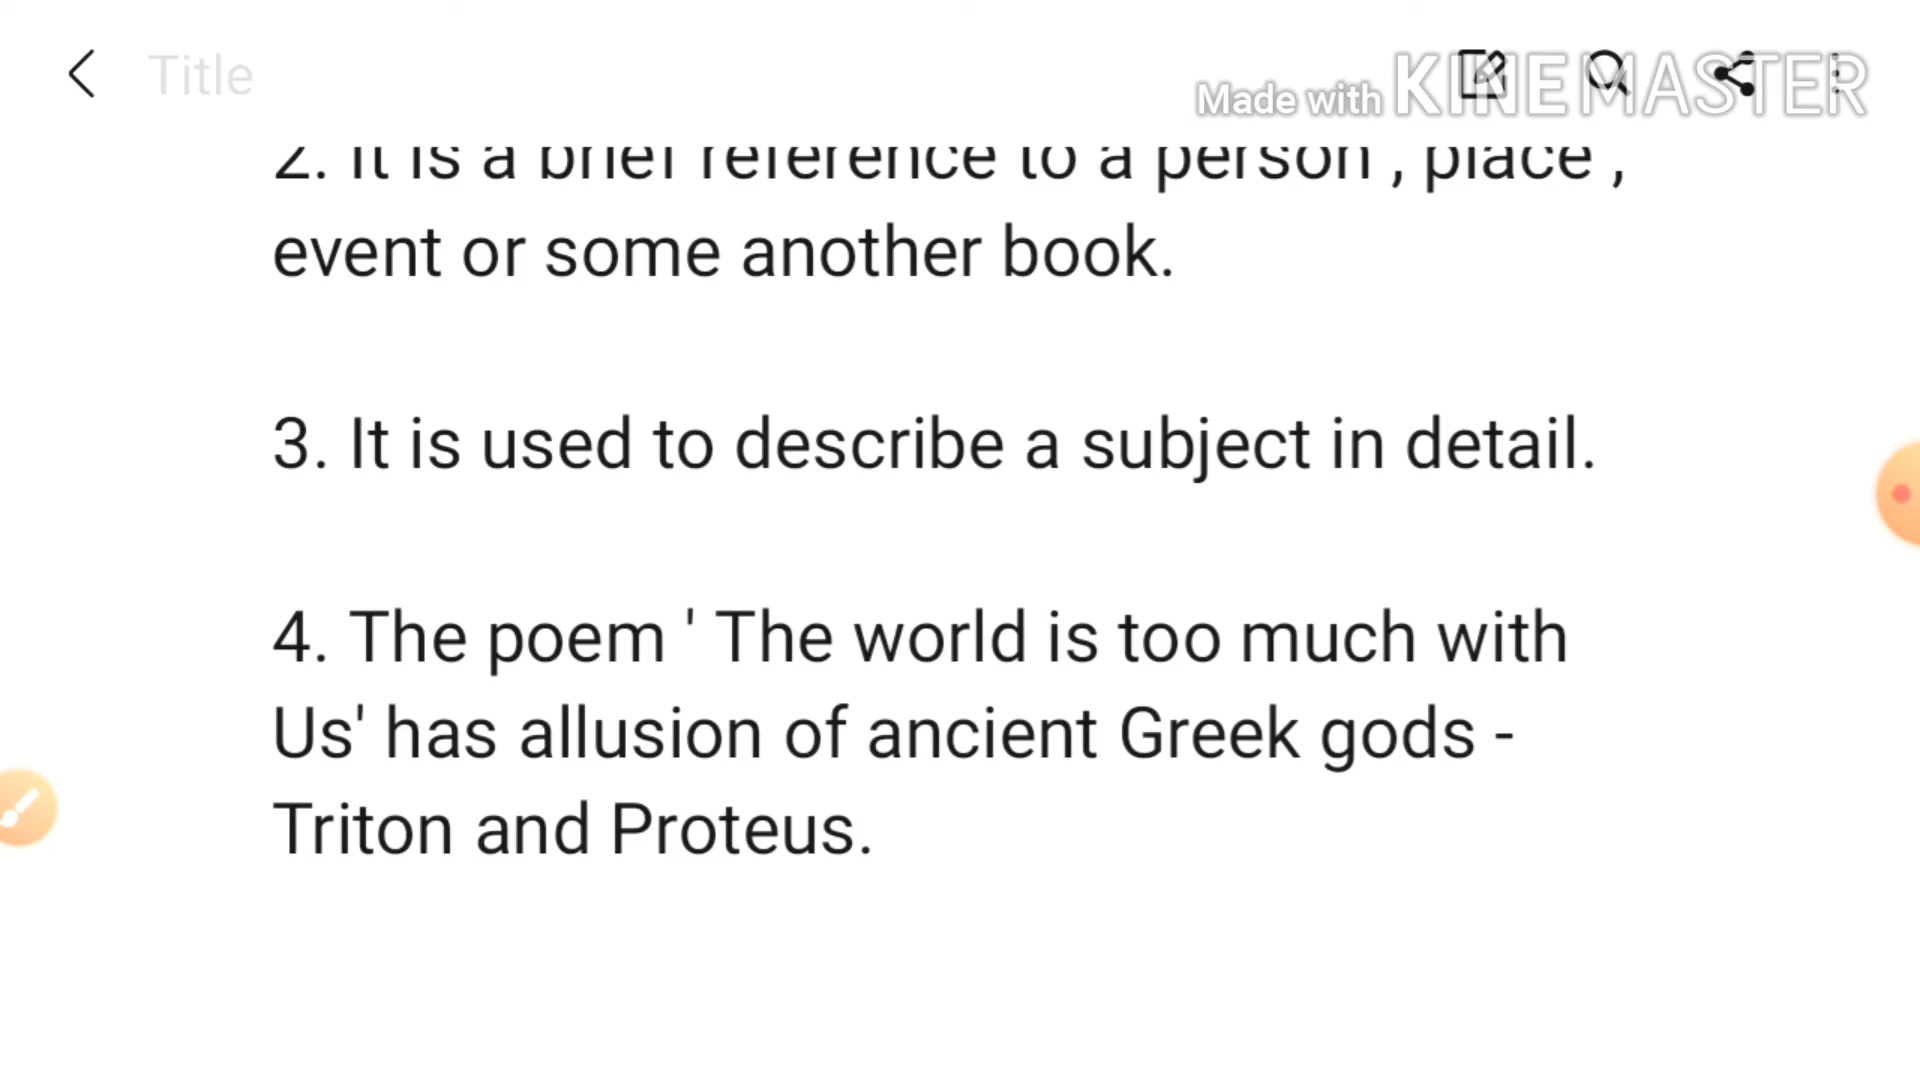 Title
Made with KINEMASTER
2. It is a brief reference to a person , place ,
event or some another book.
3. It is used to describe a subject in detail.
4. The poem ' The world is too much with
Us' has allusion of ancient Greek gods -
Triton and Proteus.